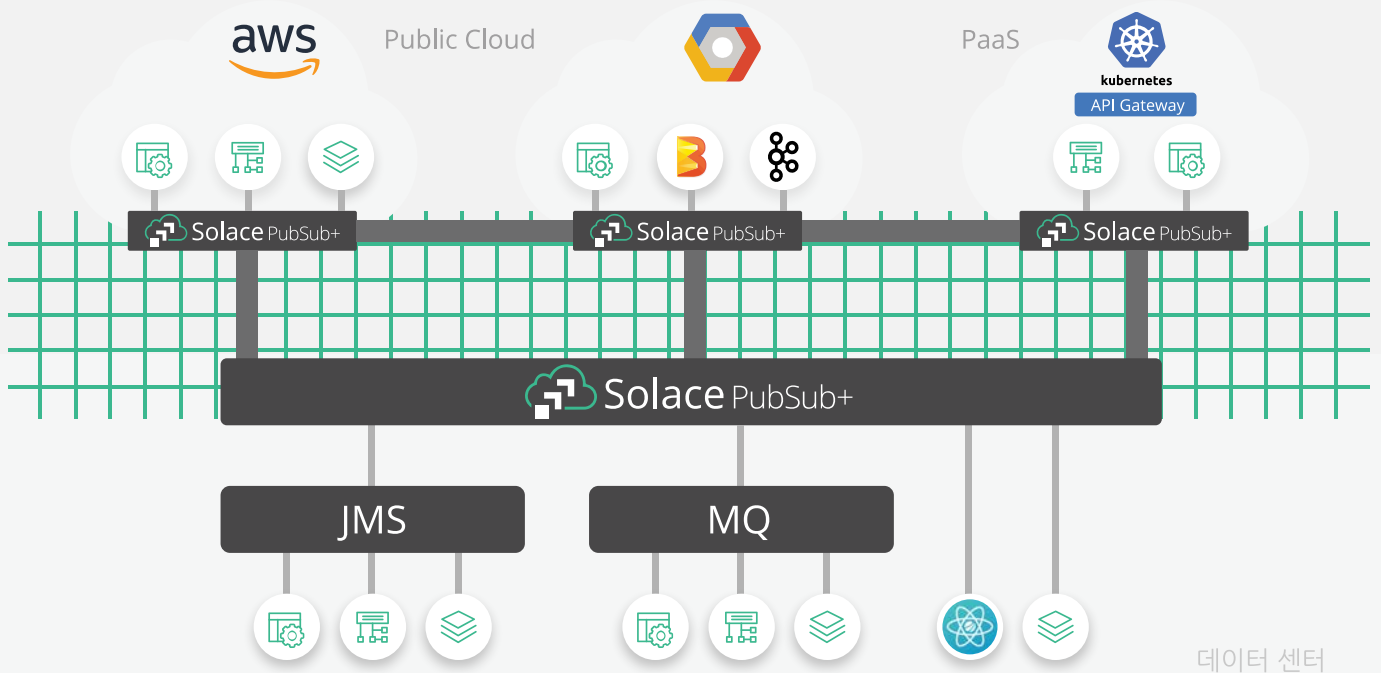 aws
Public Cloud
PaaS
kubernetes
API Gateway
Solace PubSub+
Solace PubSub+
Solace PubSub+
Solace PubSub+
JMS
MQ
데이터 센터